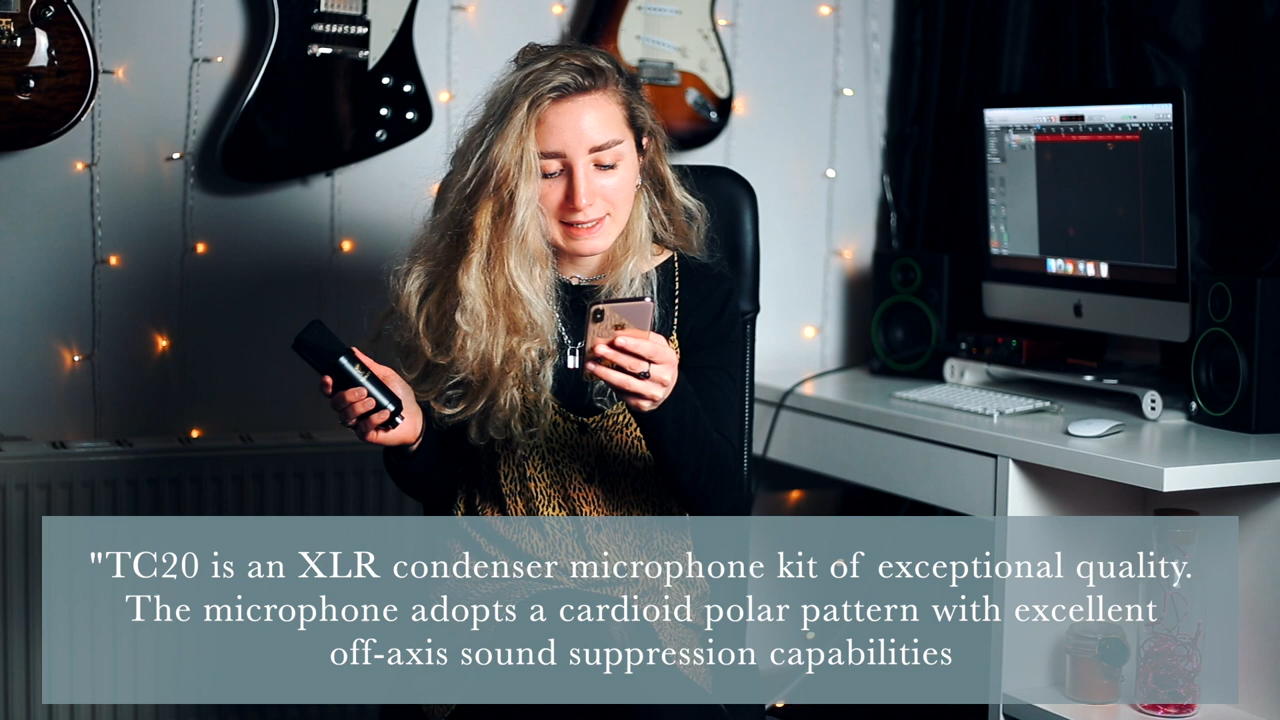 "TC20 is an XLR condenser microphone kit of exceptional quality.
The microphone adopts a cardioid polar pattern with excellent
off-axis sound suppression capabilities